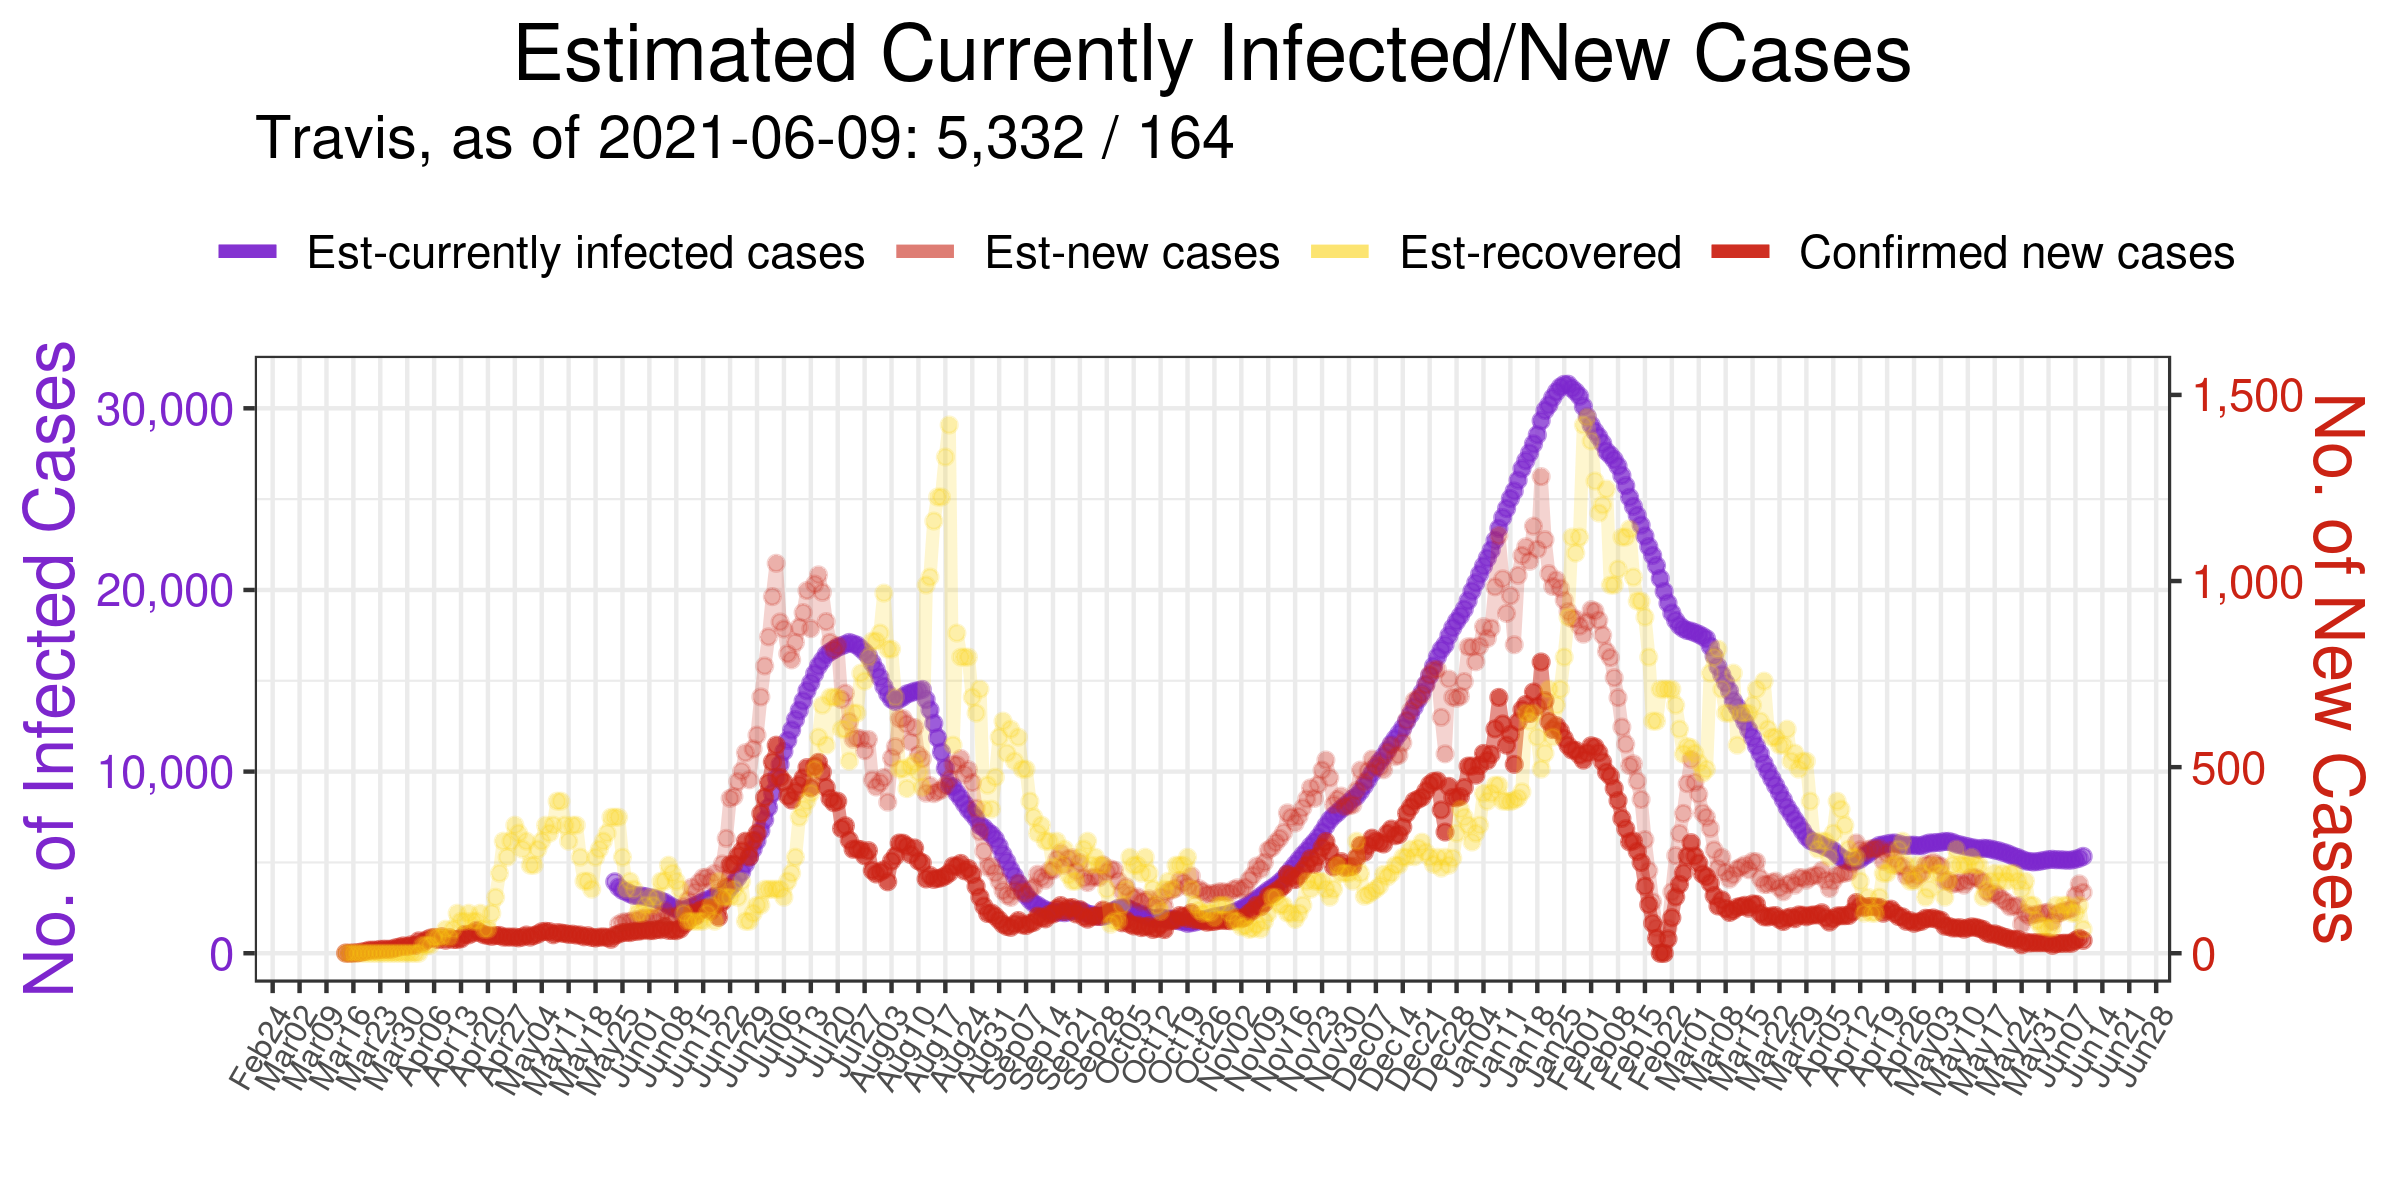 Estimated Currently Infected/New Cases
Travis, as of 2021-06-09: 5,332 / 164
Est-currently infected cases Est-new cases Est-recovered Confirmed new cases
No. of Infected Cases
30,000
20,000
10,000
0
1,500
1,000
500
0
No. of New Cases
Feb24 Mar02 Mar09 Mar16 Mar23 Mar30 Apr06 Apr13 Apr20 Apr27 May04 May11 May18 May25 Jun01 Jun08 Jun15 Jun22 Jun29 Jul06 Jul13 Jul20 Jul27 Aug03 Aug10 Aug17 Aug24 Aug31 Sep07 Sep14 Sep21 Sep28 Oct05 Oct12 Oct19 Oct26 Nov02 Nov09 Nov16 Nov23 Nov30 Dec07 Dec14 Dec21 Dec28 Jan04 Jan11 Jan18 Jan25 Feb01 Feb08 Feb15 Feb22 Mar01 Mar08 Mar15 Mar22 Mar29 Apr05 Apr12 Apr19 Apr26 May03 May10 May17 May24 May31 Jun07 Jun14 Jun21 Jun28